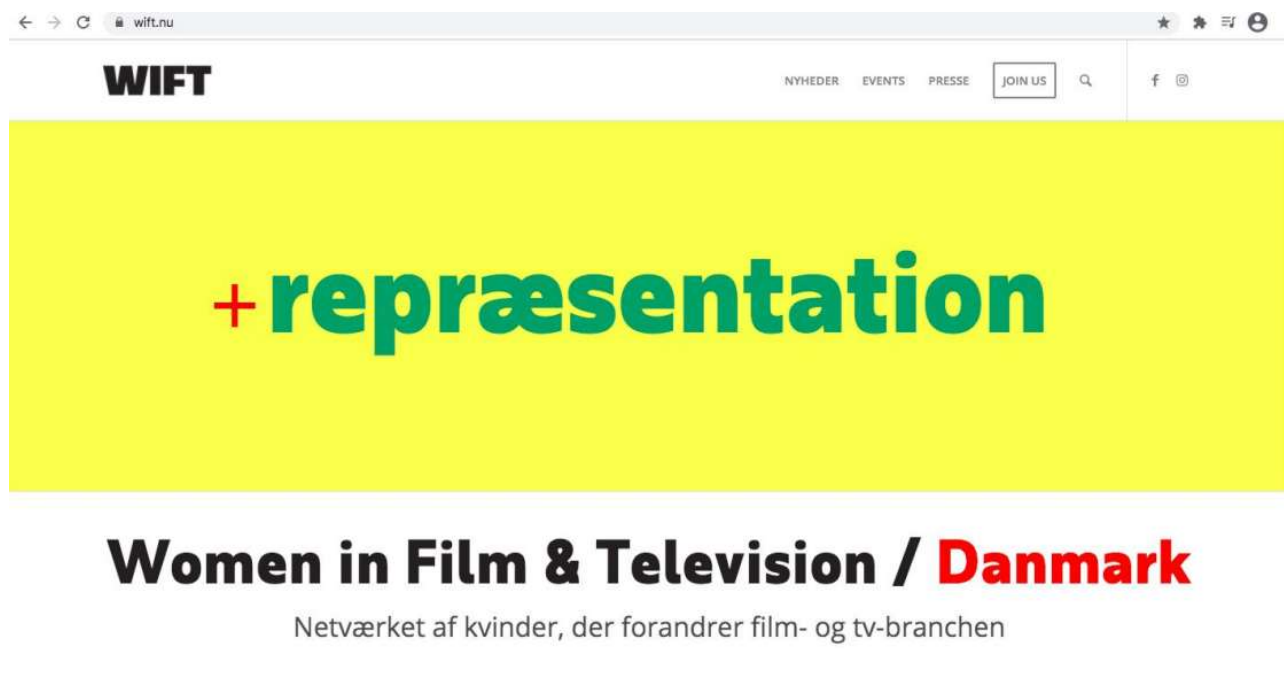 wift.nu
WIFT NYHEDER EVENTS PRESSE JOIN US
+repræsentation
Women in Film & Television / Danmark
Netværket af kvinder, der forandrer film- og tv-branchen